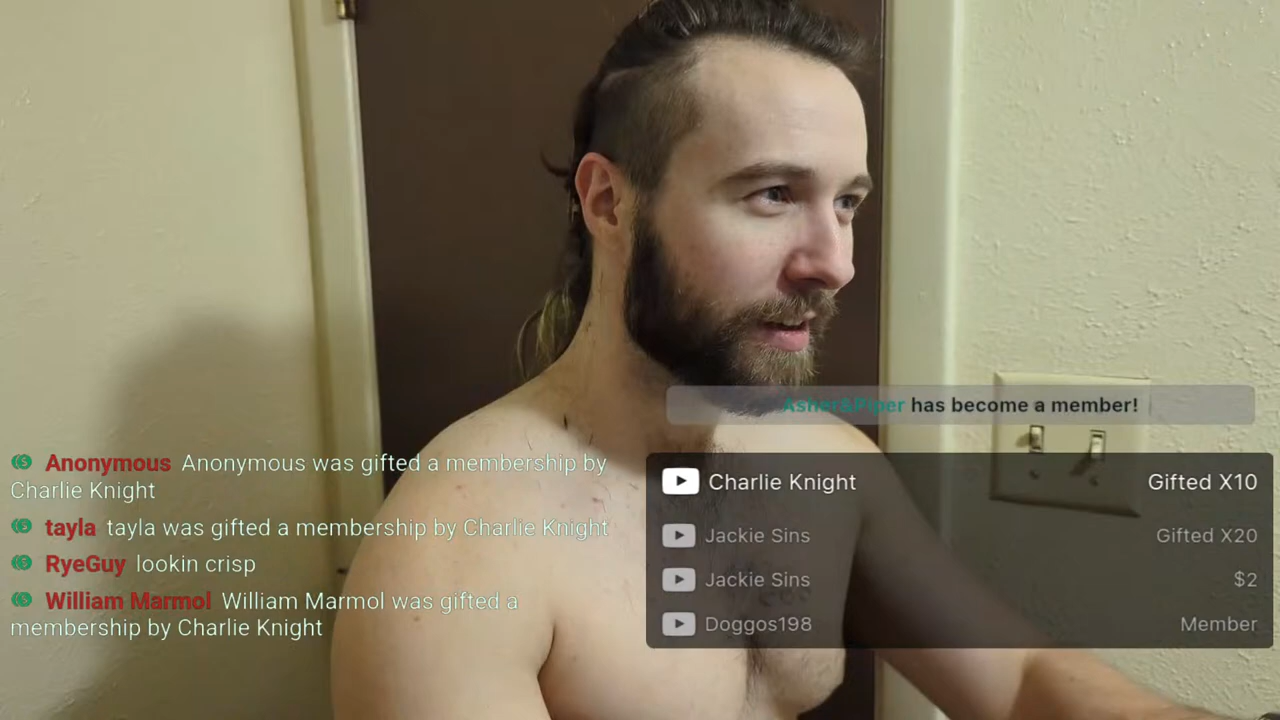 Asher&Piper has become a member!
Anonymous Anonymous was gifted a membership by
Charlie Knight
tayla tayla was gifted a membership by Charlie Knight
RyeGuy lookin crisp
William Marmol William Marmol was gifted a
membership by Charlie Knight
Charlie Knight Gifted X10
Jackie Sins Gifted X20
Jackie Sins $2
Doggos198 Member